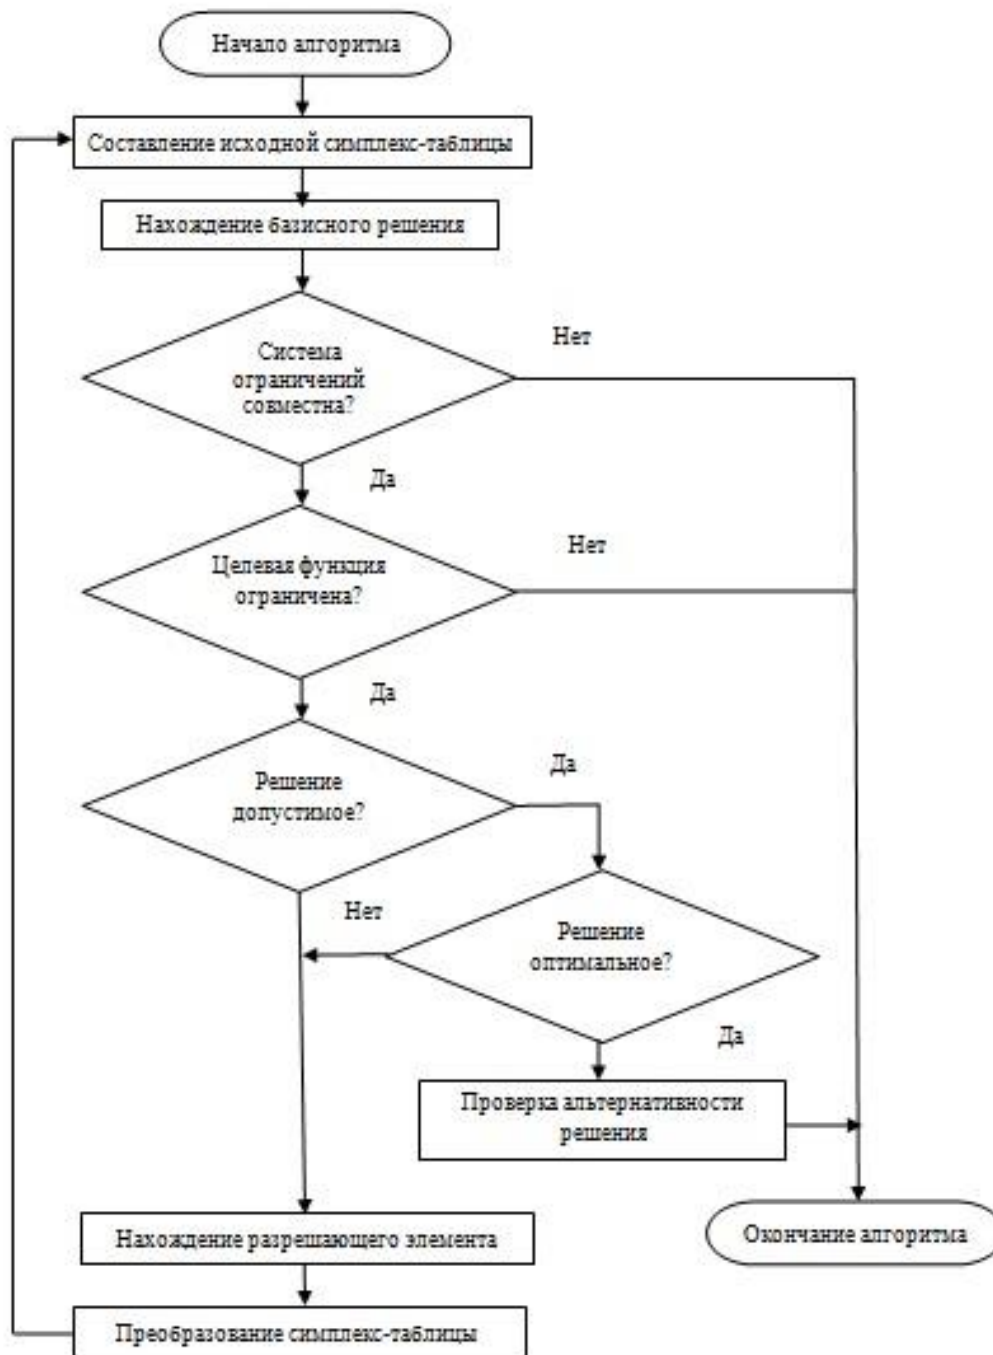 Начало алгоритма
Составление исходной симплекс-таблицы
Нахождение базисного решения
Система
ограничений
совместна?
Нет
Да
Целевая функция
ограничена?
Нет
Да
Решение
допустимое?
Да
Нет
Решение
оптимальное?
Да
Проверка альтернативности
решения
Нахождение разрешающего элемента
Окончание алгоритма
Преобразование симплекс-таблицы